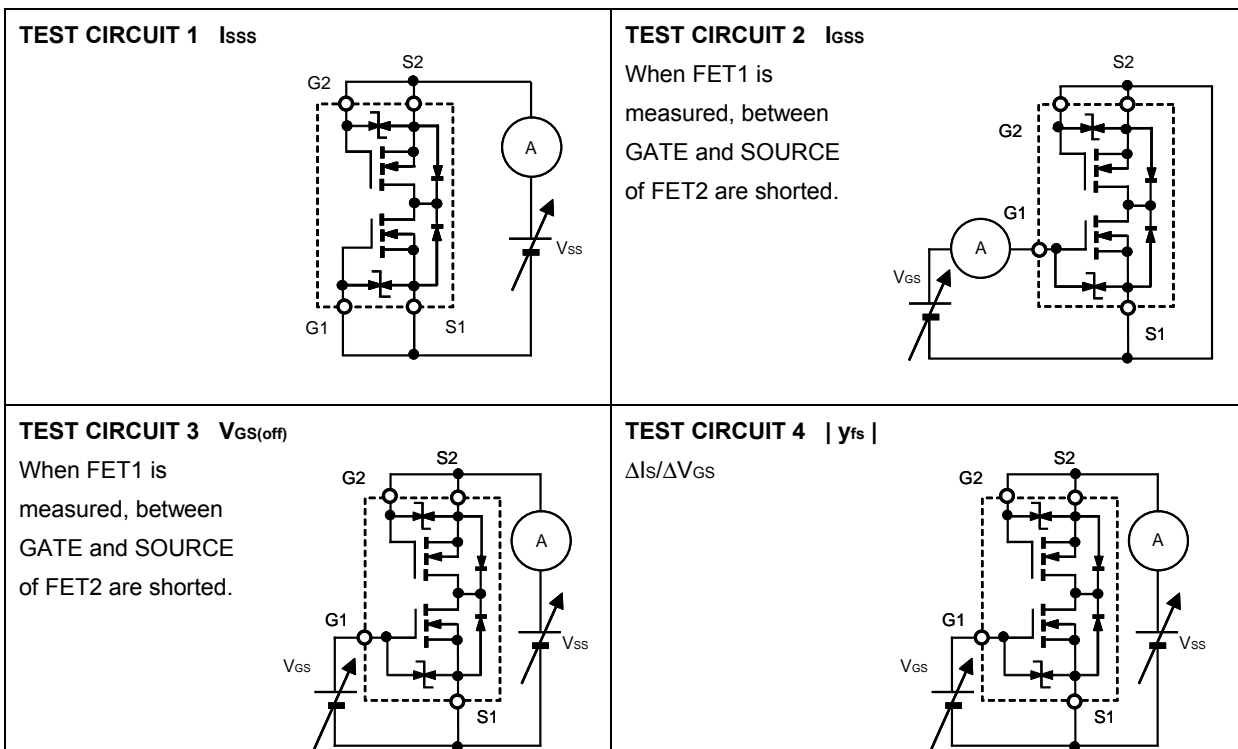 TEST CIRCUIT 1 ISSS
G2
S2
A
VSS
G1
S1
TEST CIRCUIT 2 IGSS
When FET1 is
measured, between
GATE and SOURCE
of FET2 are shorted.
S2
G2
G1
A
VGS
S1
TEST CIRCUIT 3 VGS(off)
When FET1 is
measured, between
GATE and SOURCE
of FET2 are shorted.
S2
G2
A
G1
VSS
VGS
S1
TEST CIRCUIT 4 | yfs |
ΔIS/ΔVGS
S2
G2
A
G1
VSS
VGS
S1